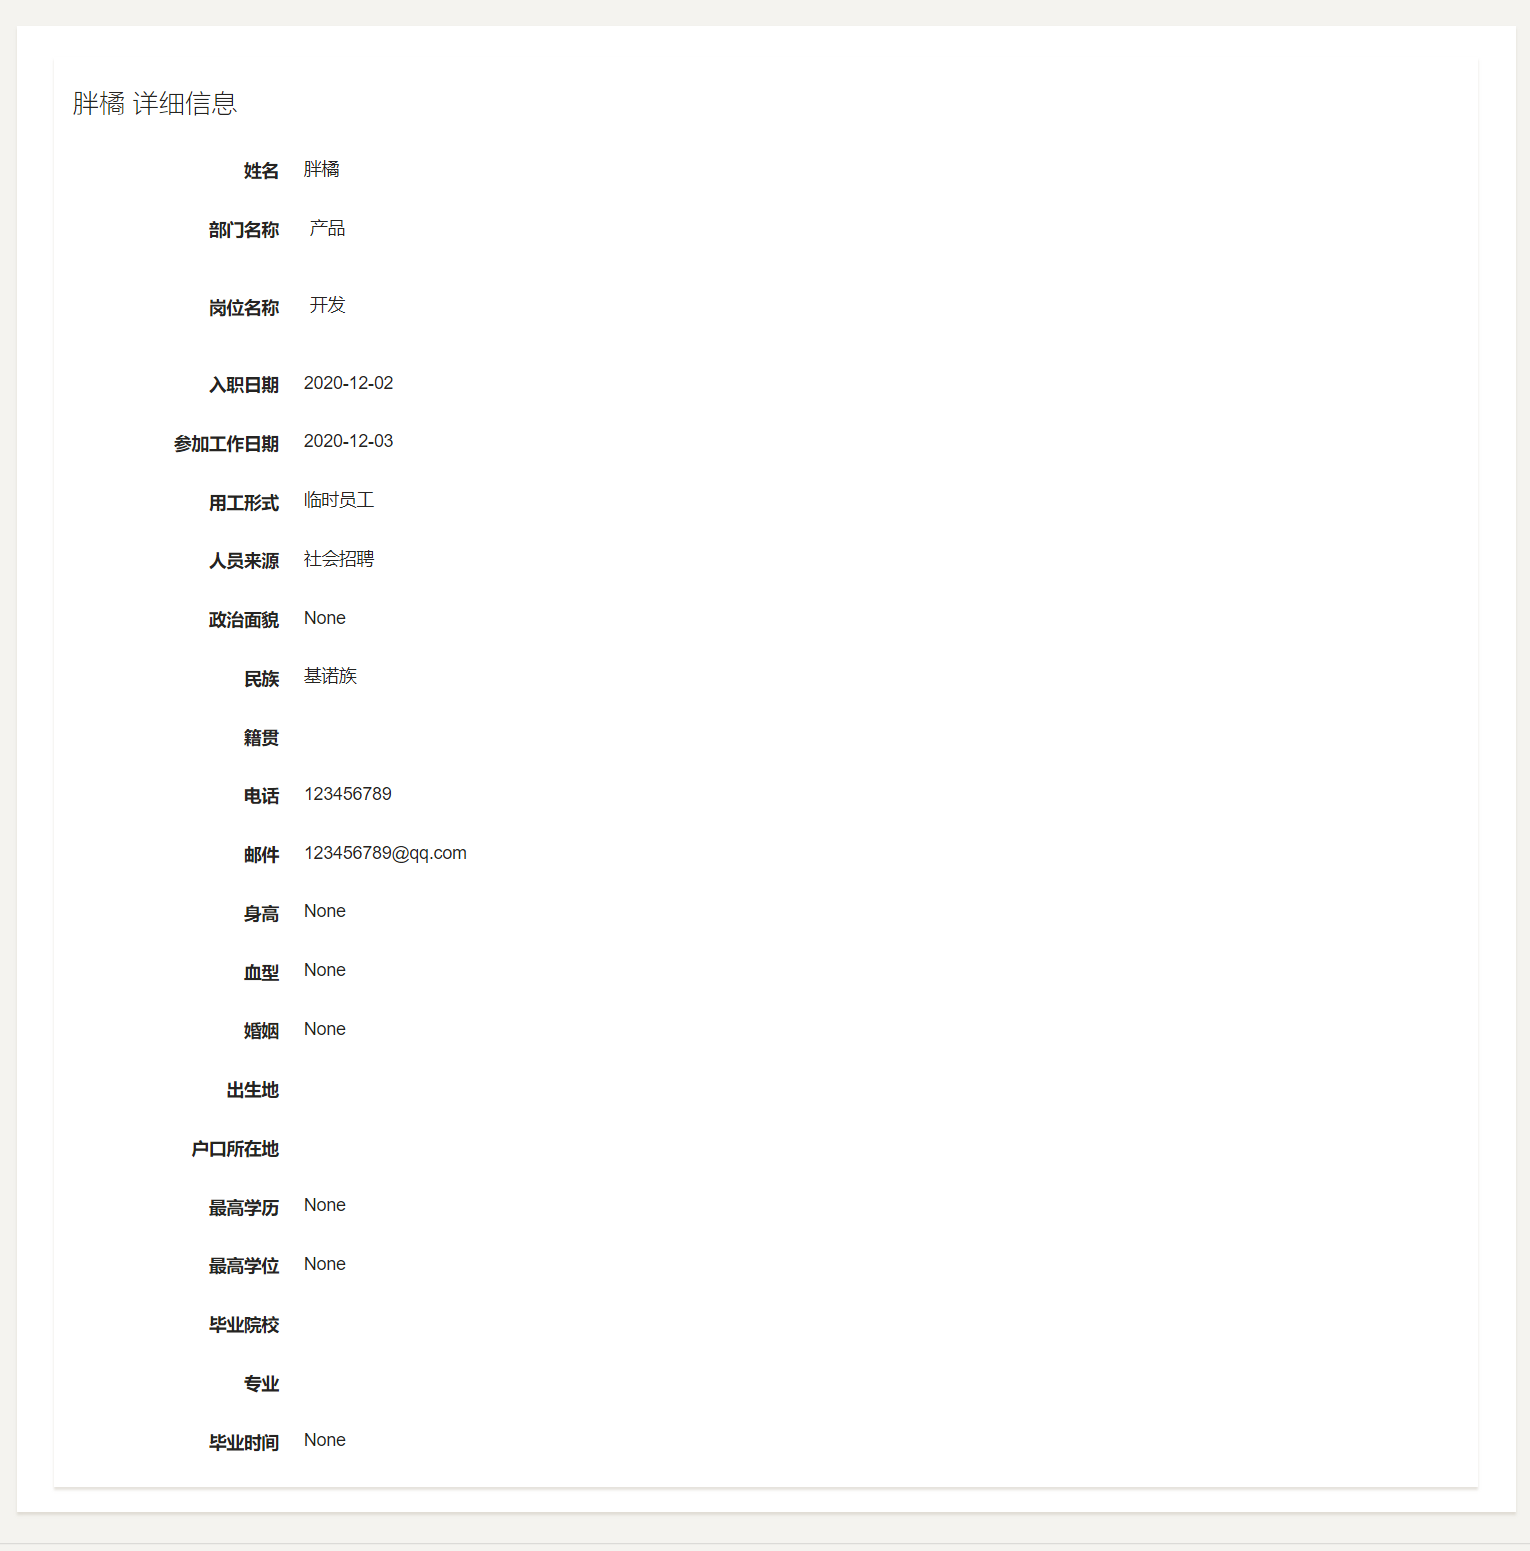 胖橘 详细信息
姓名 胖橘
部门名称 产品
岗位名称 开发
入职日期 2020-12-02
参加工作日期 2020-12-03
用工形式 临时员工
人员来源 社会招聘
政治面貌 None
民族 基诺族
籍贯
电话 123456789
邮件 123456789@qq.com
身高 None
血型 None
婚姻 None
出生地
户口所在地
最高学历 None
最高学位 None
毕业院校
专业
毕业时间 None